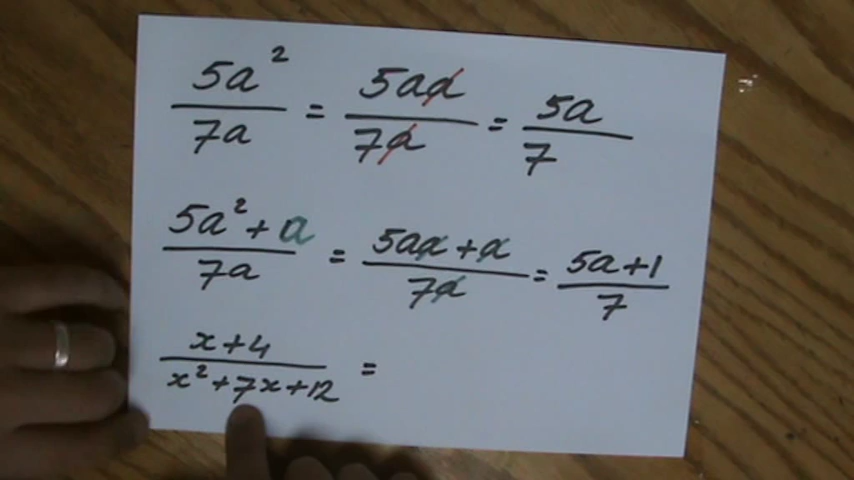 5a²/7a = 5aa/7a = 5a/7
5a²+a/7a = 5aa+a/7a = 5a+1/7
x+4/x²+7x+12 =